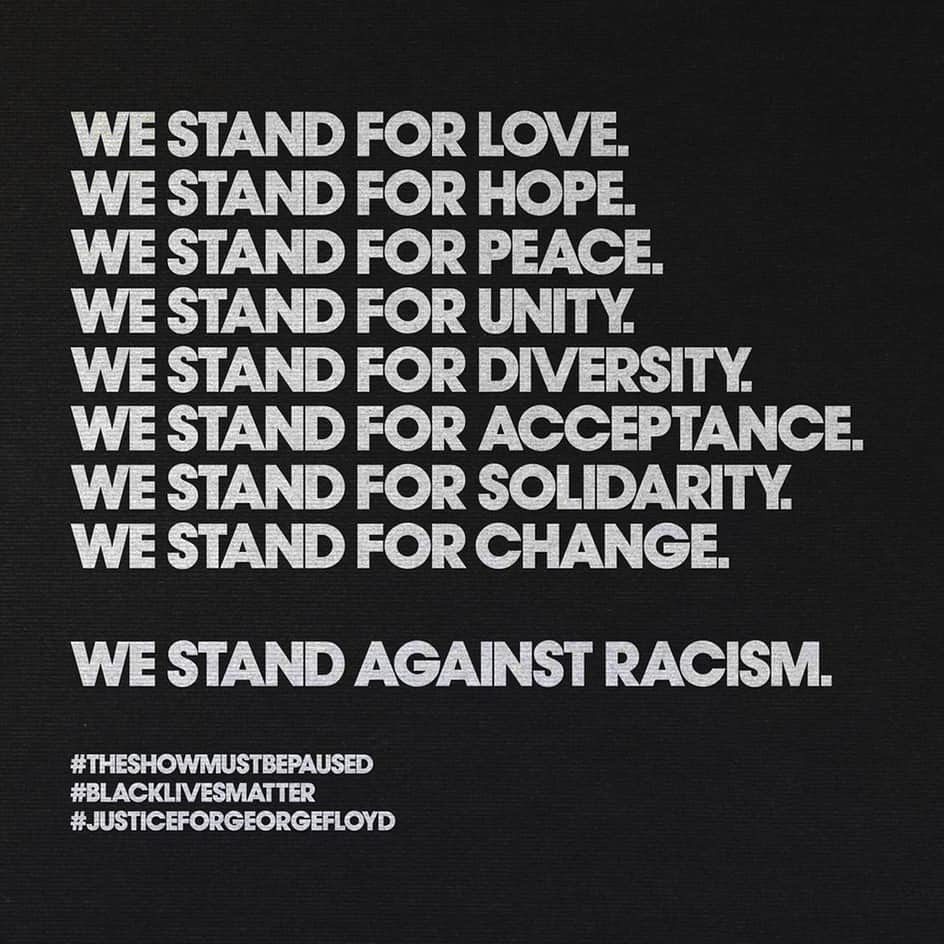 WE STAND FOR LOVE.
WE STAND FOR HOPE.
WE STAND FOR PEACE.
WE STAND FOR UNITY.
WE STAND FOR DIVERSITY.
WE STAND FOR ACCEPTANCE.
WE STAND FOR SOLIDARITY.
WE STAND FOR CHANGE.
WE STAND AGAINST RACISM.
#THESHOWMUSTBEPAUSED
#BLACKLIVESMATTER
#JUSTICEFORGEORGEFLOYD